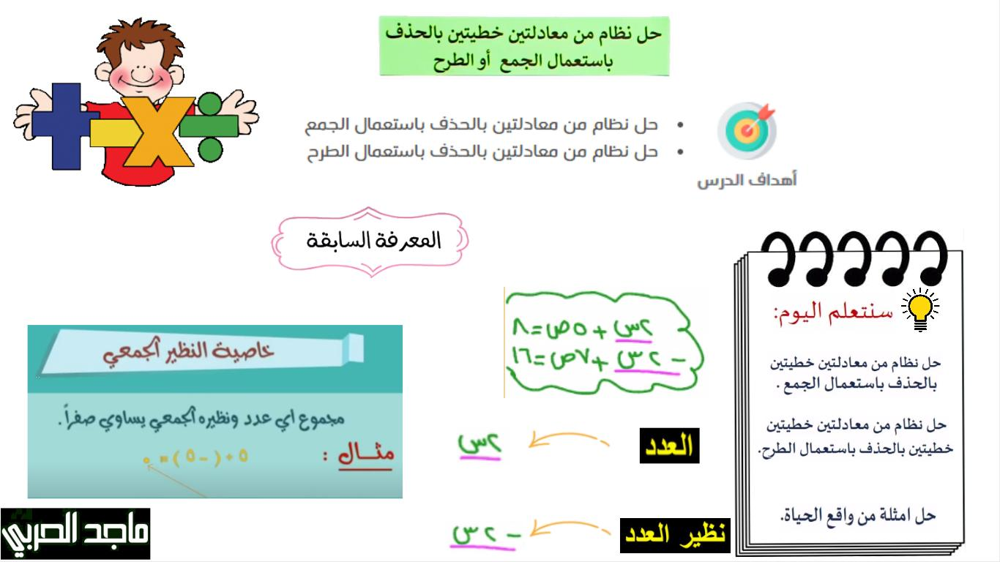 حل نظام من معادلتين خطيتين بالحذف
باستعمال الجمع أو الطرح
• حل نظام من معادلتين بالحذف باستعمال الجمع
• حل نظام من معادلتين بالحذف باستعمال الطرح
أهداف الدرس
المعرفة السابقة
سنتعلم اليوم:
حل نظام من معادلتين خطيتين
بالحذف باستعمال الجمع .
حل نظام من معادلتين خطيتين
خطيتين بالحذف باستعمال الطرح.
حل امثلة من واقع الحياة.
٢س + ٥ص = ٨
- ٢س + ٧ص = ١٦
العدد
٢س
نظير العدد
- ٢س
خاصية النظير الجمعي
مجموع اي عدد ونظيره الجمعي يساوي صفراً.
مثــال :
٥ + (- ٥) = ٠
ماجد الحربي